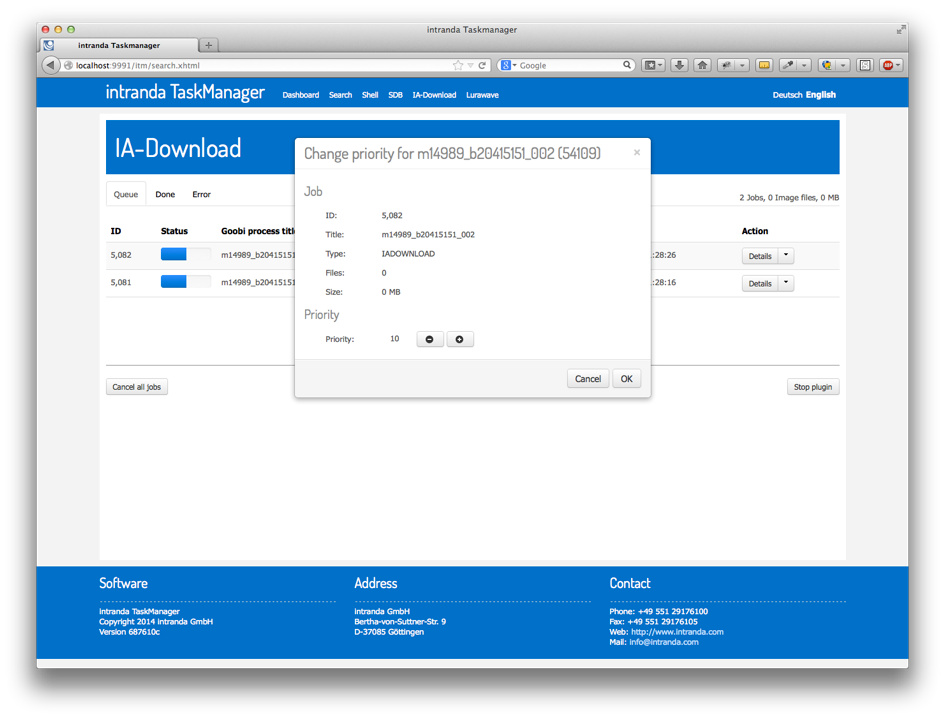 intranda Taskmanager
intranda Taskmanager
localhost:9991/itm/search.xhtml
Google
intranda TaskManager
Dashboard Search Shell SDB IA-Download Lurawave
Deutsch English
IA-Download
Change priority for m14989_b20415151_002 (54109)
Queue Done Error
2 Jobs, 0 Image files, 0 MB
Job
ID: 5,082
Title: m14989_b20415151_002
Type: IADOWNLOAD
Files: 0
Size: 0 MB
Priority
Priority: 10
Cancel OK
ID Status Goobi process title Action
5,082 m14989_b20415151 :28:26 Details
5,081 m14989_b20415151 :28:16 Details
Cancel all jobs
Stop plugin
Software
intranda TaskManager
Copyright 2014 intranda GmbH
Version 687610c
Address
intranda GmbH
Bertha-von-Suttner-Str. 9
D-37085 Göttingen
Contact
Phone: +49 551 29176100
Fax: +49 551 29176105
Web: http://www.intranda.com
Mail: info@intranda.com